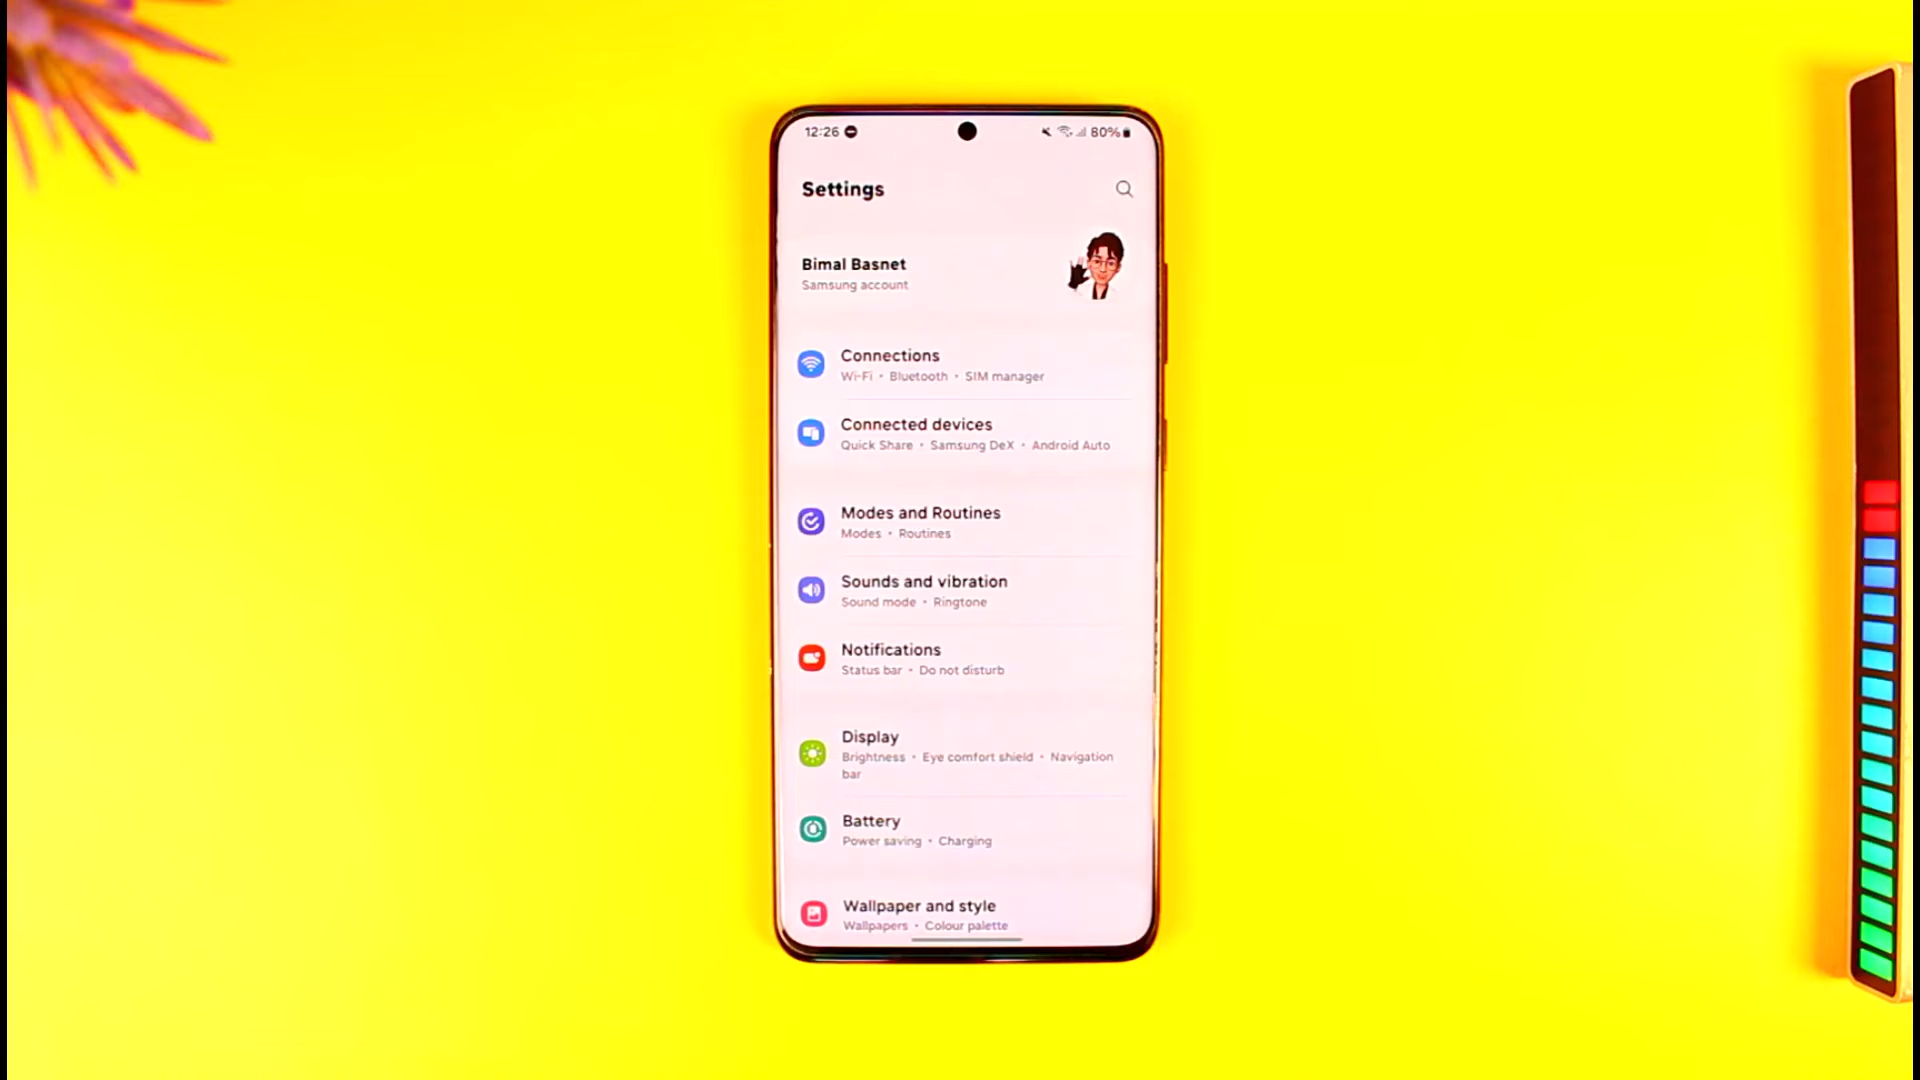 12:26
80%
Settings
Bimal Basnet
Samsung account
Connections
Wi-Fi • Bluetooth • SIM manager
Connected devices
Quick Share • Samsung DeX • Android Auto
Modes and Routines
Modes • Routines
Sounds and vibration
Sound mode • Ringtone
Notifications
Status bar • Do not disturb
Display
Brightness • Eye comfort shield • Navigation
bar
Battery
Power saving • Charging
Wallpaper and style
Wallpapers • Colour palette